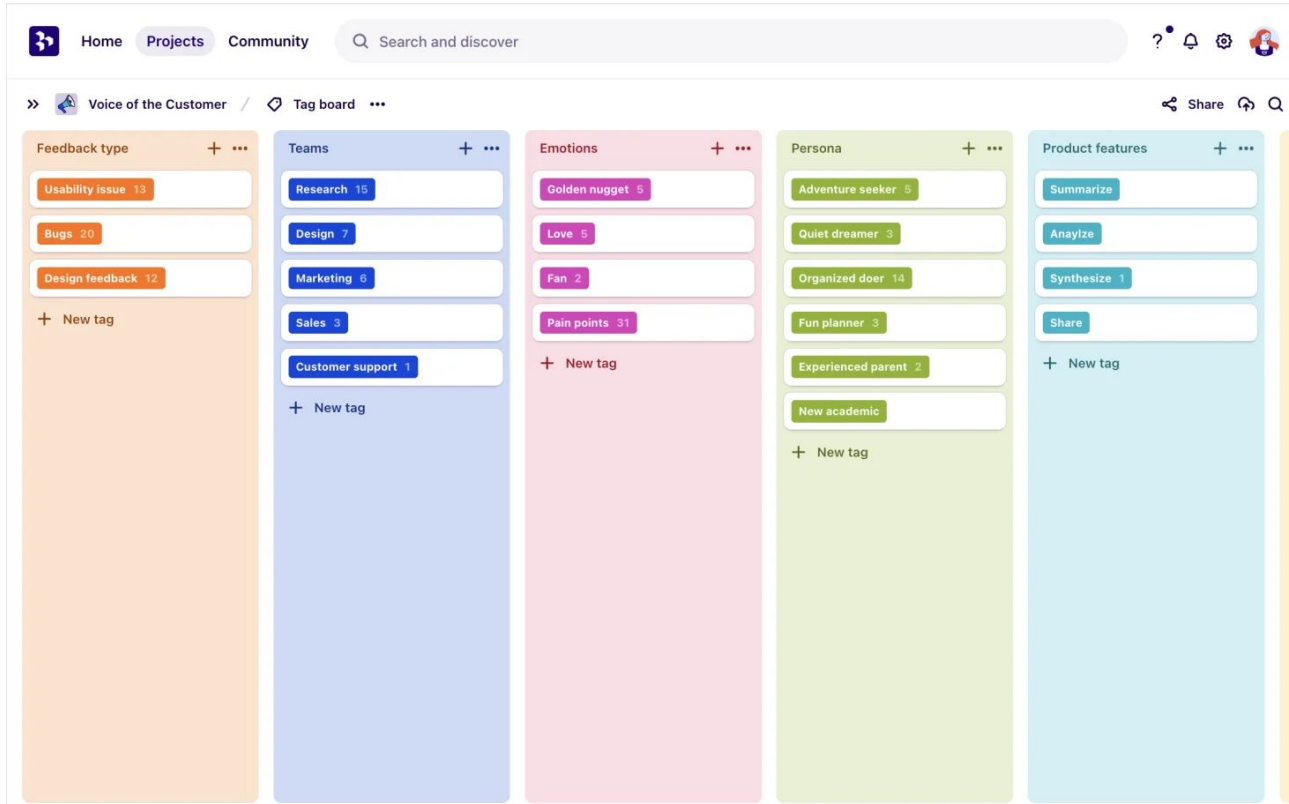 Home Projects Community Search and discover ?
Voice of the Customer / Tag board ••• Share
Feedback type + •••
Usability issue 13
Bugs 20
Design feedback 12
+ New tag
Teams + •••
Research 15
Design 7
Marketing 6
Sales 3
Customer support 1
+ New tag
Emotions + •••
Golden nugget 5
Love 5
Fan 2
Pain points 31
+ New tag
Persona + •••
Adventure seeker 5
Quiet dreamer 3
Organized doer 14
Fun planner 3
Experienced parent 2
New academic
+ New tag
Product features + •••
Summarize
Anaylze
Synthesize 1
Share
+ New tag